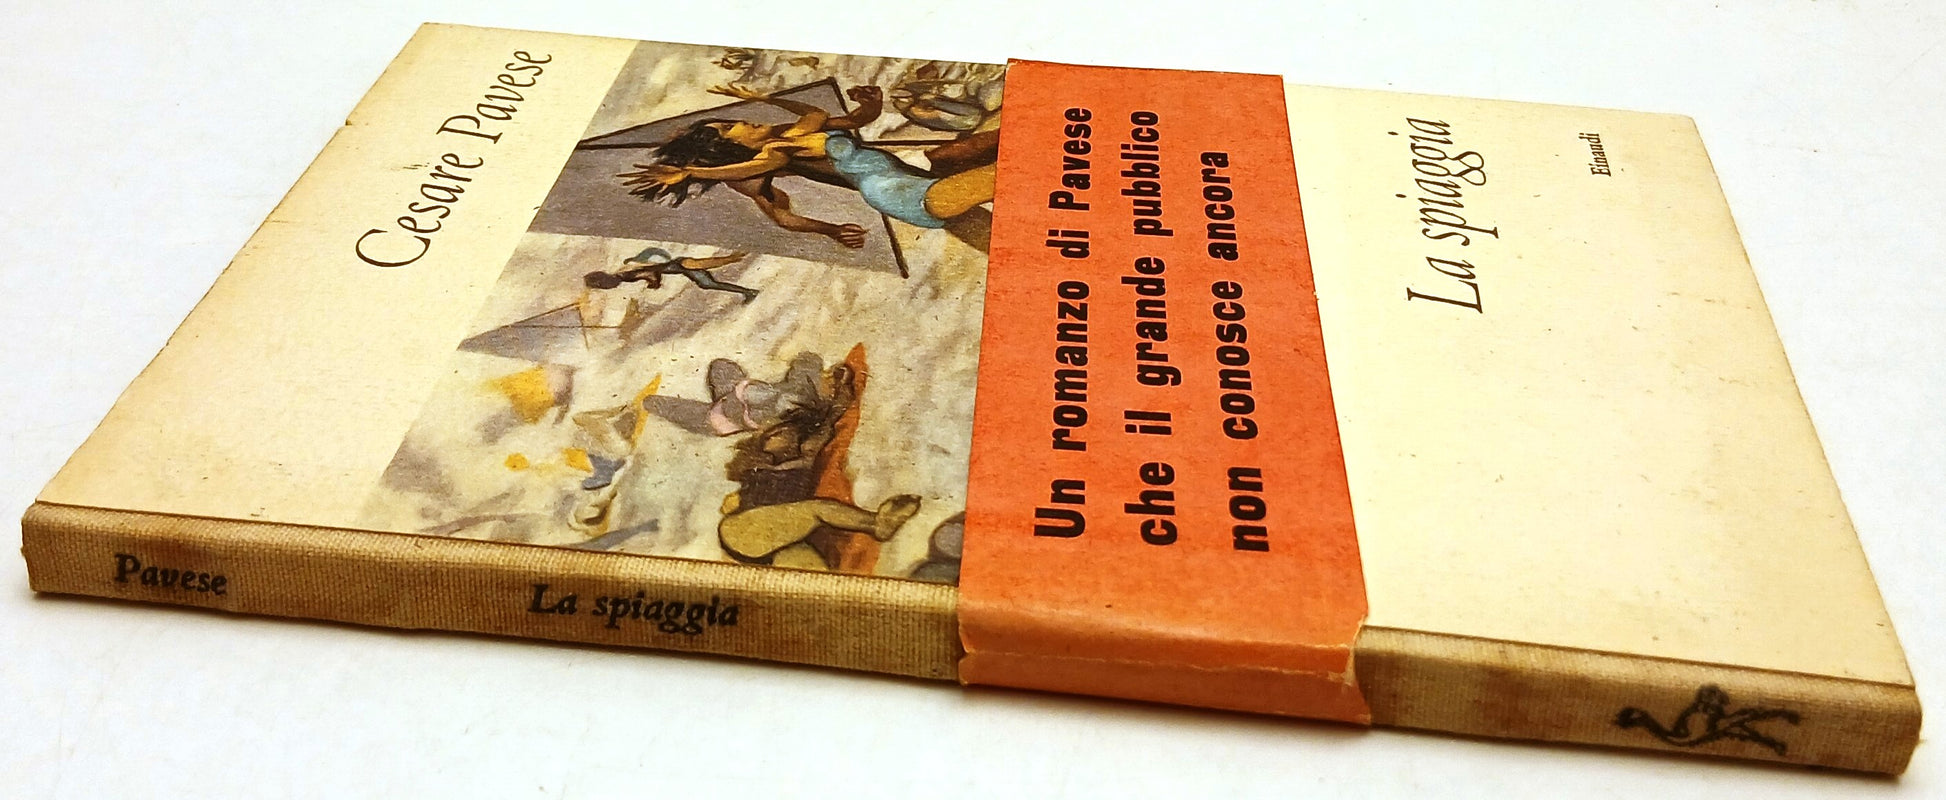 Cesare Pavese
Un romanzo di Pavese
che il grande pubblico
non conosce ancora
La spiaggia
Einaudi
Pavese
La spiaggia